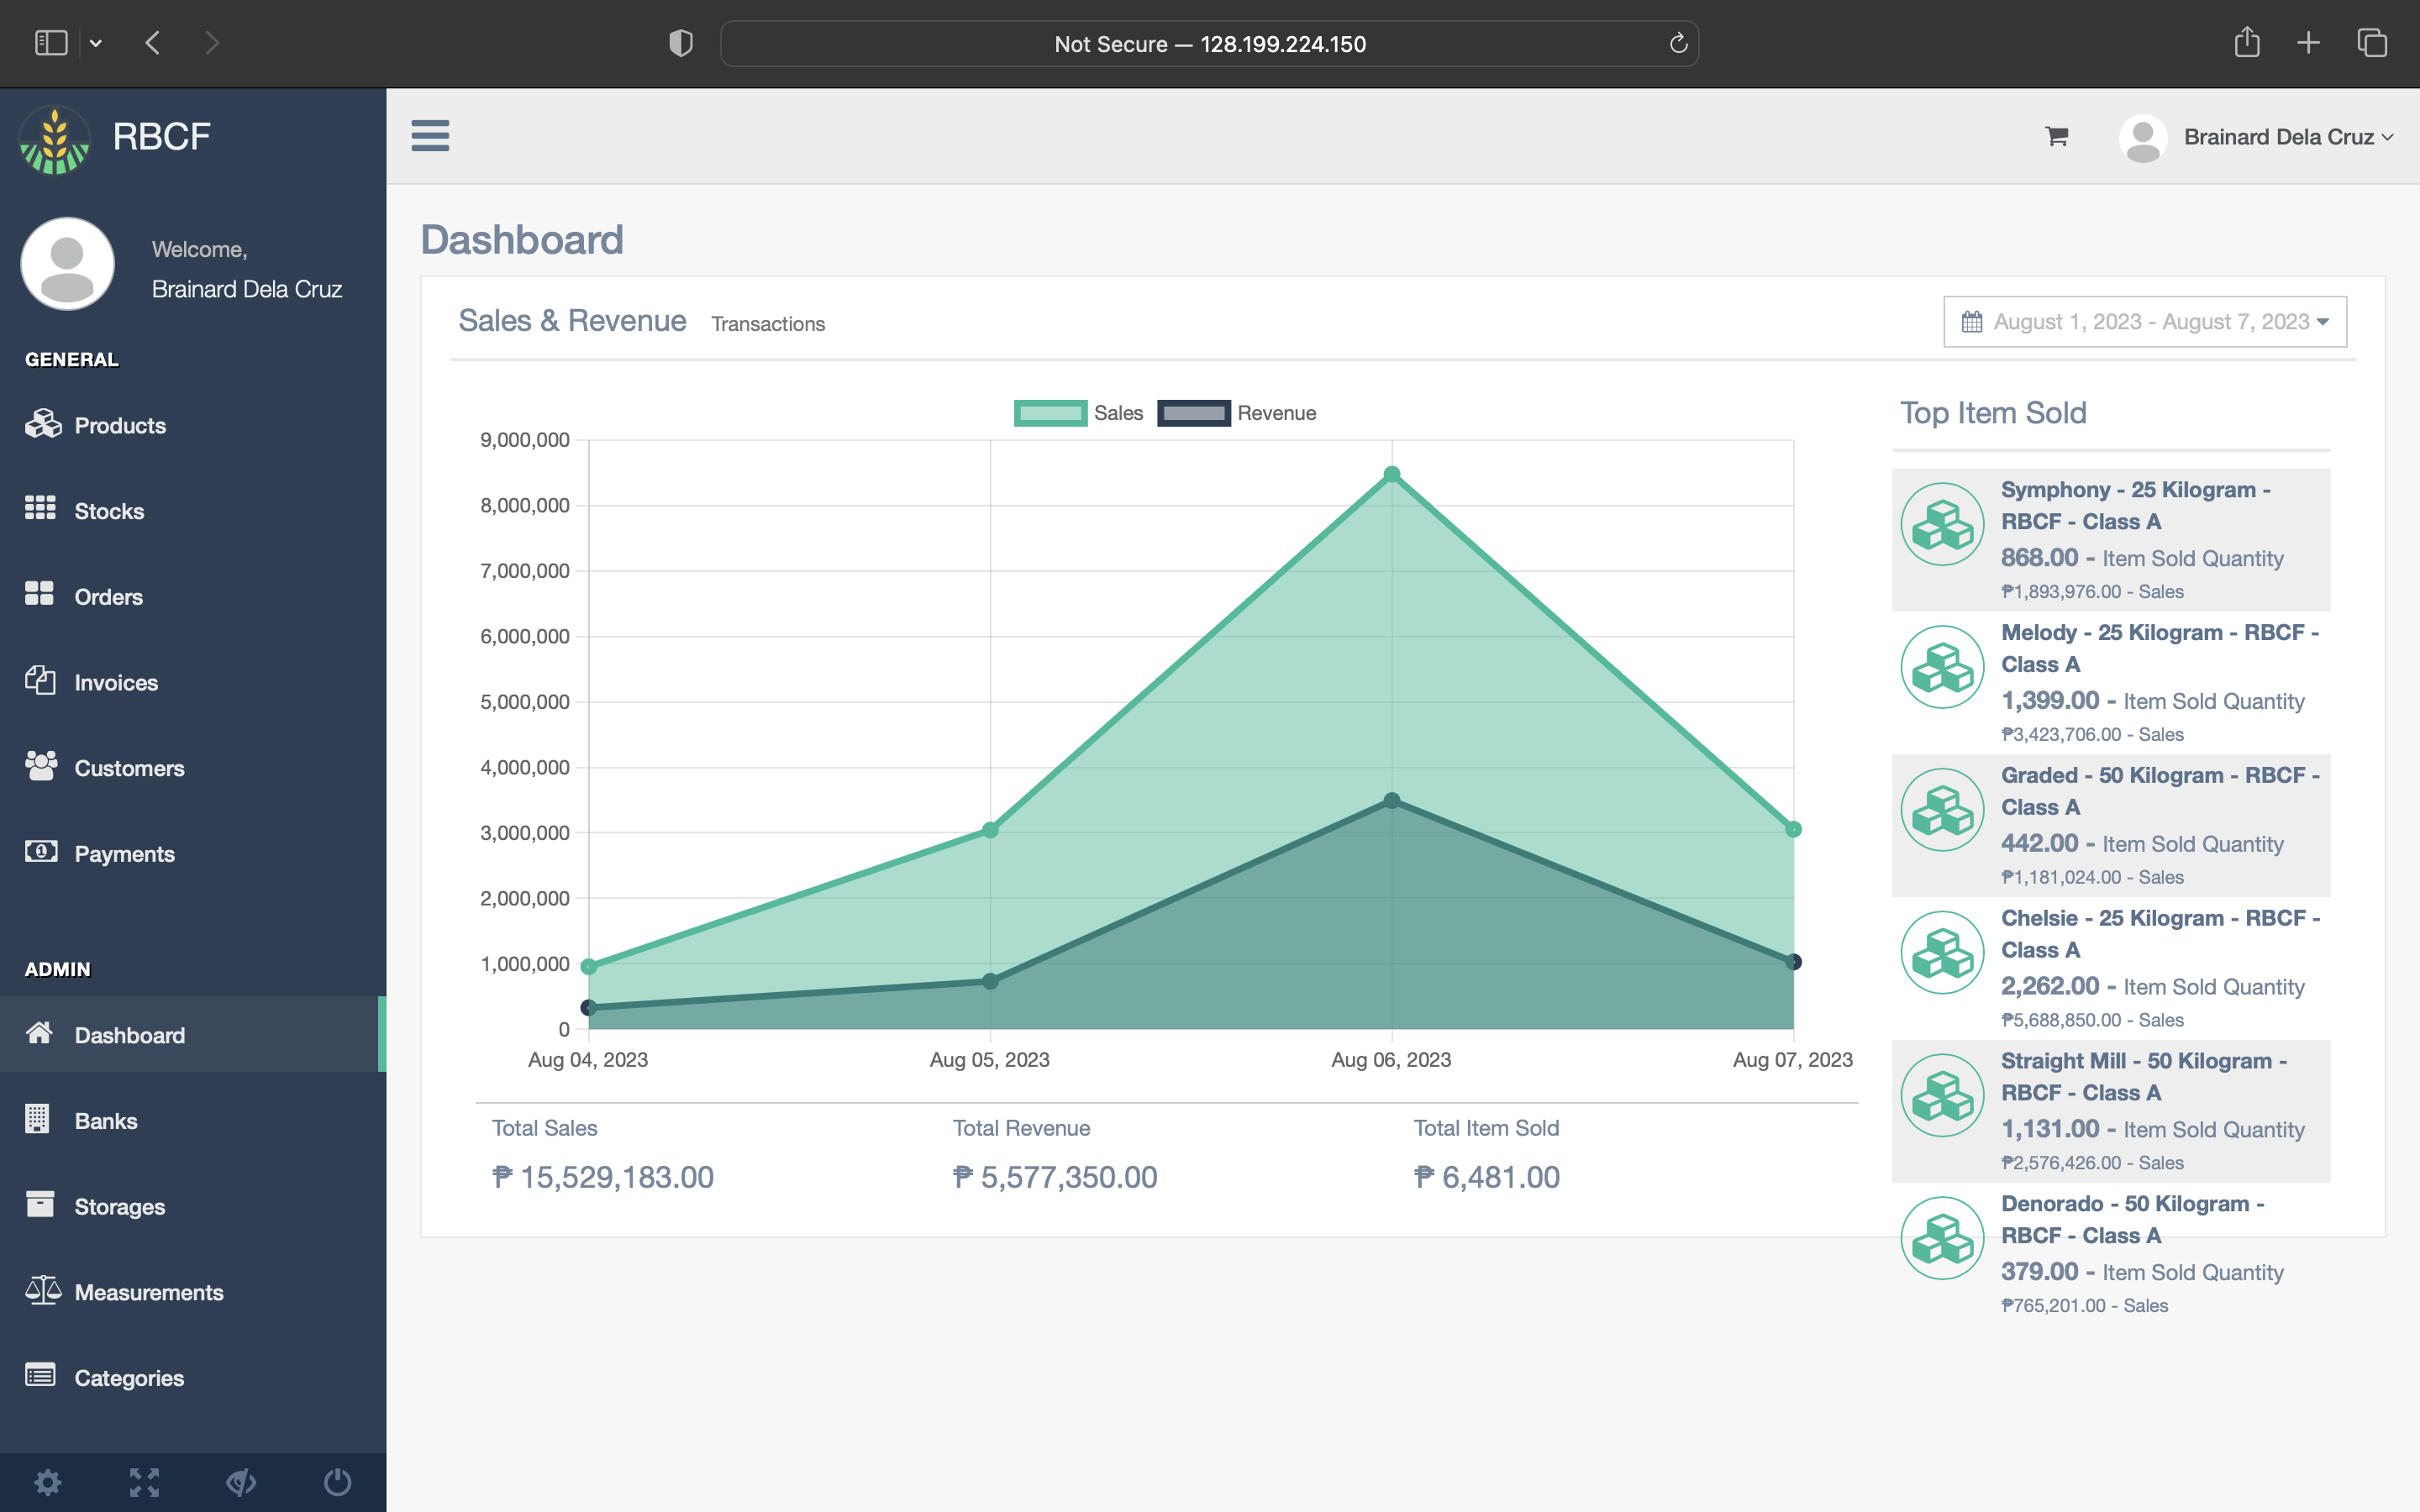 Not Secure — 128.199.224.150
RBCF
Brainard Dela Cruz
Welcome,
Brainard Dela Cruz
GENERAL
Products
Stocks
Orders
Invoices
Customers
Payments
ADMIN
Dashboard
Banks
Storages
Measurements
Categories
Dashboard
Sales & Revenue Transactions
August 1, 2023 - August 7, 2023
Sales Revenue
9,000,000
8,000,000
7,000,000
6,000,000
5,000,000
4,000,000
3,000,000
2,000,000
1,000,000
0
Aug 04, 2023 Aug 05, 2023 Aug 06, 2023 Aug 07, 2023
Total Sales
₱ 15,529,183.00
Total Revenue
₱ 5,577,350.00
Total Item Sold
₱ 6,481.00
Top Item Sold
Symphony - 25 Kilogram -
RBCF - Class A
868.00 - Item Sold Quantity
₱1,893,976.00 - Sales
Melody - 25 Kilogram - RBCF -
Class A
1,399.00 - Item Sold Quantity
₱3,423,706.00 - Sales
Graded - 50 Kilogram - RBCF -
Class A
442.00 - Item Sold Quantity
₱1,181,024.00 - Sales
Chelsie - 25 Kilogram - RBCF -
Class A
2,262.00 - Item Sold Quantity
₱5,688,850.00 - Sales
Straight Mill - 50 Kilogram -
RBCF - Class A
1,131.00 - Item Sold Quantity
₱2,576,426.00 - Sales
Denorado - 50 Kilogram -
RBCF - Class A
379.00 - Item Sold Quantity
₱765,201.00 - Sales